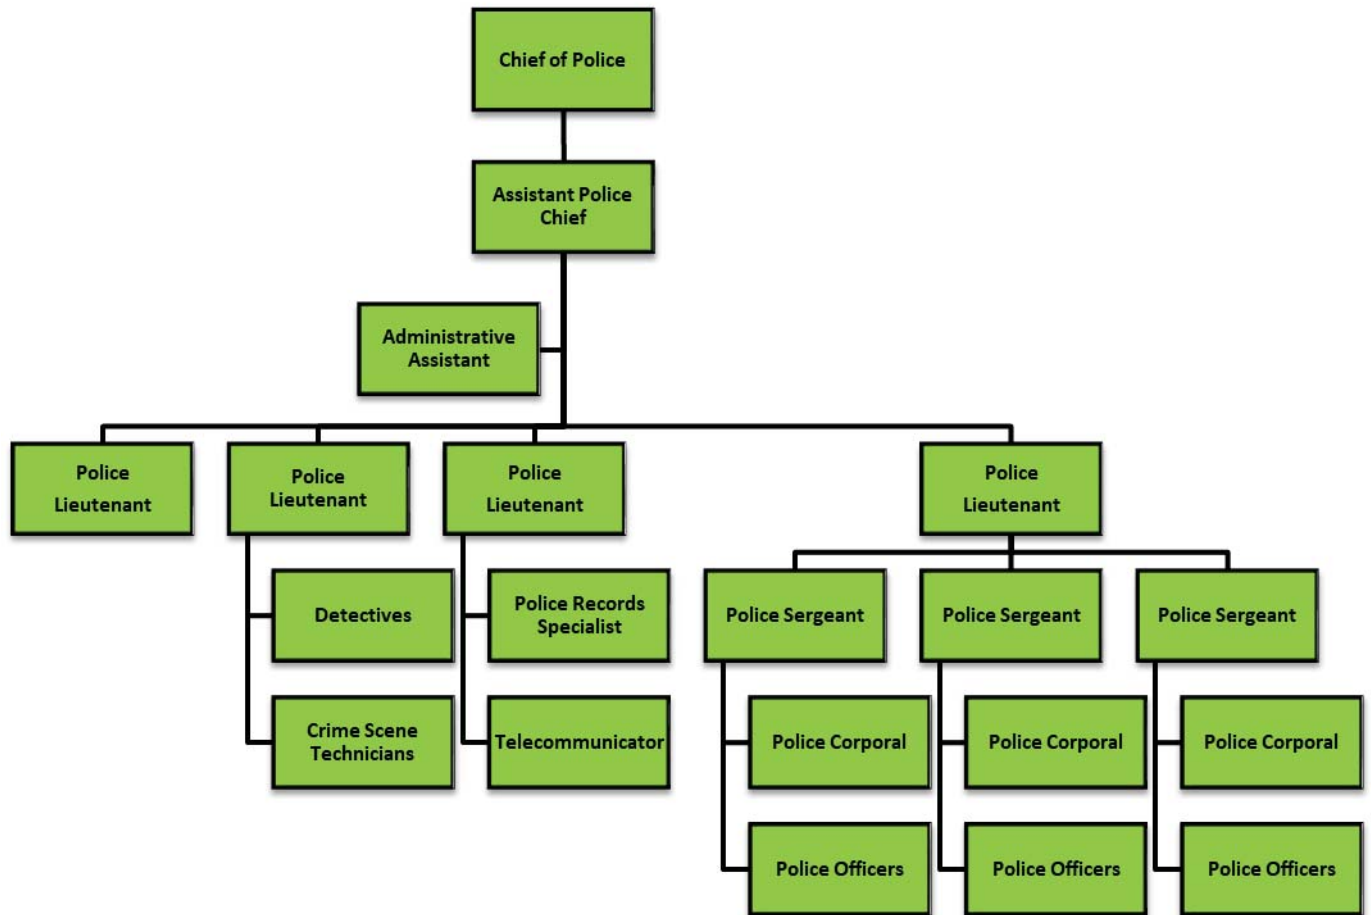 Chief of Police
Assistant Police
Chief
Administrative
Assistant
Police
Lieutenant
Police
Lieutenant
Police
Lieutenant
Police
Lieutenant
Detectives
Police Records
Specialist
Police Sergeant
Police Sergeant
Police Sergeant
Crime Scene
Technicians
Telecommunicator
Police Corporal
Police Corporal
Police Corporal
Police Officers
Police Officers
Police Officers